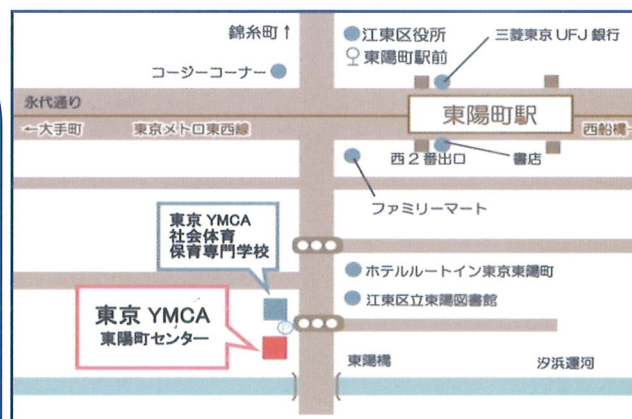 錦糸町↑
江東区役所
三菱東京UFJ銀行
東陽町駅前
コージーコーナー
永代通り
東陽町駅
←大手町
東京メトロ東西線
西船橋→
西2番出口
書店
ファミリーマート
東京YMCA
社会体育
保育専門学校
ホテルルートイン東京東陽町
江東区立東陽図書館
東京YMCA
東陽町センター
P
東陽橋
汐浜運河